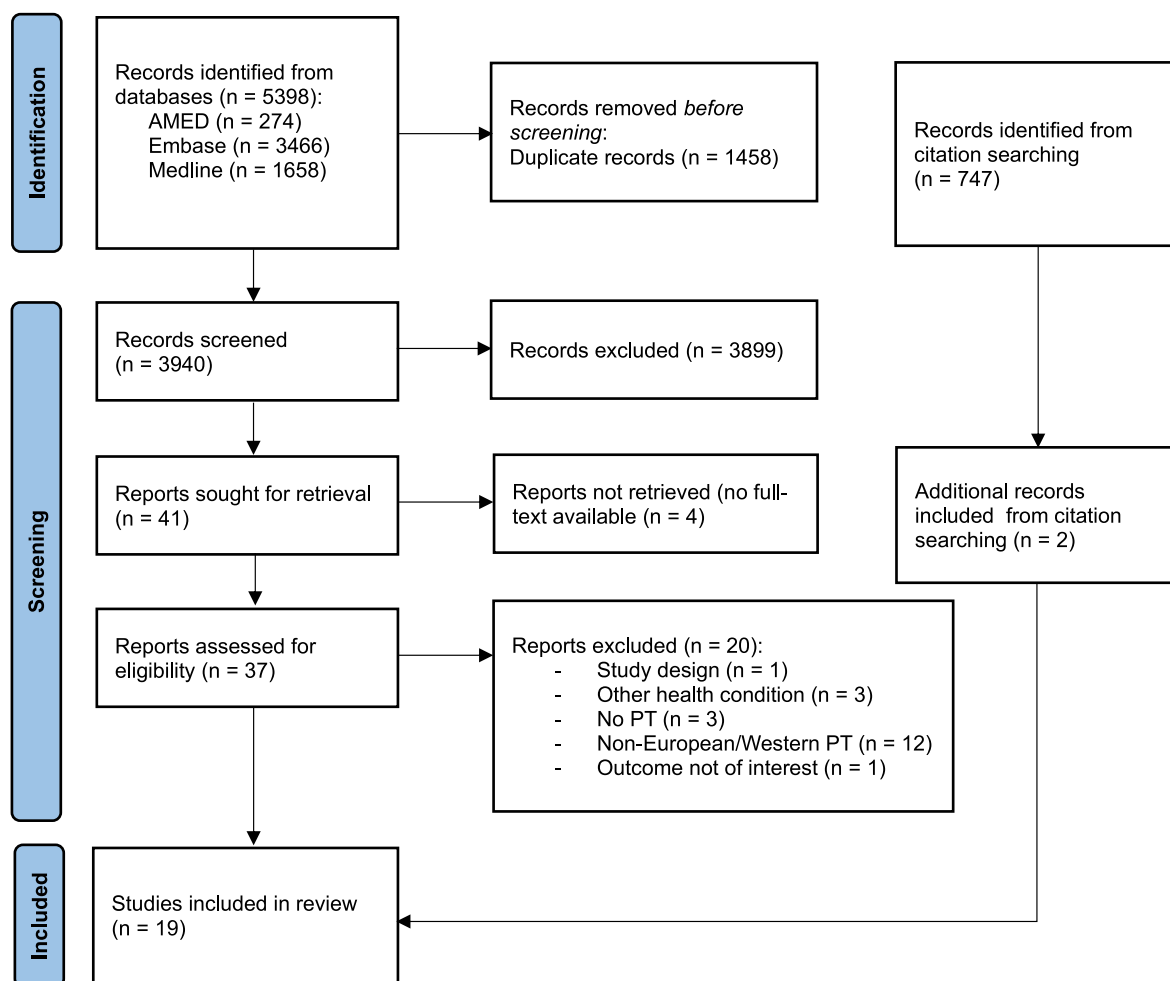 Identification
Records identified from
databases (n = 5398):
AMED (n = 274)
Embase (n = 3466)
Medline (n = 1658)
Records removed before
screening:
Duplicate records (n = 1458)
Records identified from
citation searching
(n = 747)
Screening
Records screened
(n = 3940)
Records excluded (n = 3899)
Reports sought for retrieval
(n = 41)
Reports not retrieved (no full-
text available (n = 4)
Additional records
included  from citation
searching (n = 2)
Reports assessed for
eligibility (n = 37)
Reports excluded (n = 20):
- Study design (n = 1)
- Other health condition (n = 3)
- No PT (n = 3)
- Non-European/Western PT (n = 12)
- Outcome not of interest (n = 1)
Included
Studies included in review
(n = 19)